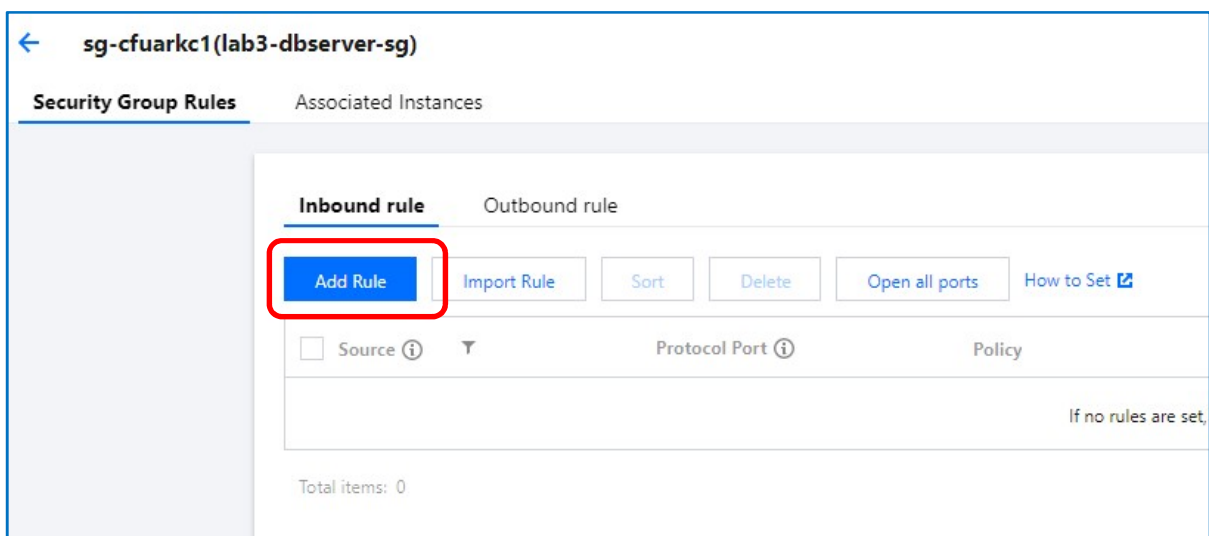 sg-cfuarkc1(lab3-dbserver-sg)
Security Group Rules Associated Instances
Inbound rule Outbound rule
Add Rule Import Rule Sort Delete Open all ports How to Set
Source Protocol Port Policy
If no rules are set,
Total items: 0